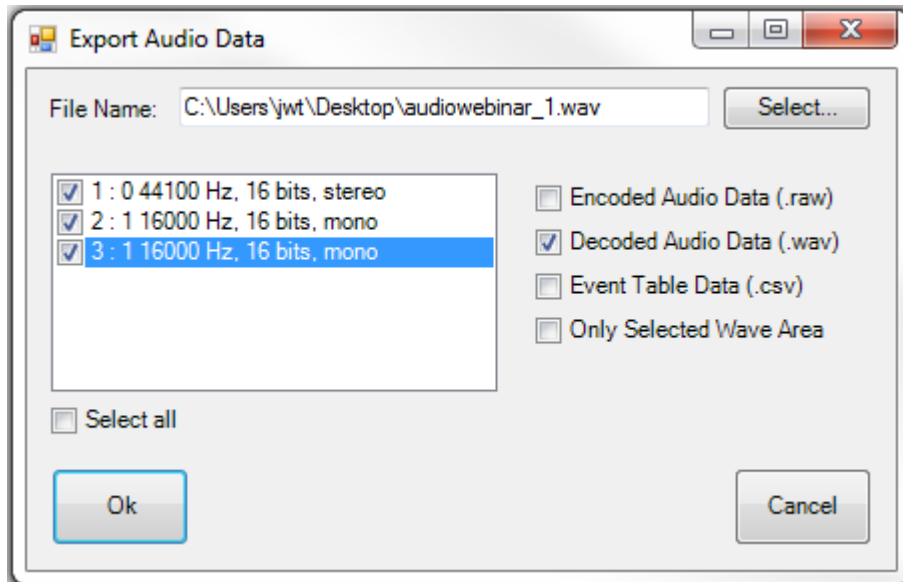 Export Audio Data
File Name: C:\Users\jwt\Desktop\audiowebinar_1.wav Select...
1 : 0 44100 Hz, 16 bits, stereo
2 : 1 16000 Hz, 16 bits, mono
3 : 1 16000 Hz, 16 bits, mono
Encoded Audio Data (.raw)
Decoded Audio Data (.wav)
Event Table Data (.csv)
Only Selected Wave Area
Select all
Ok Cancel